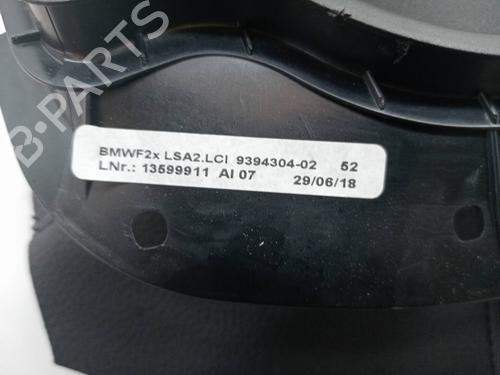 B-PARTS
BMWF2x LSA2.LCI 9394304-02 52
LNr.: 13599911 AI 07 29/06/18